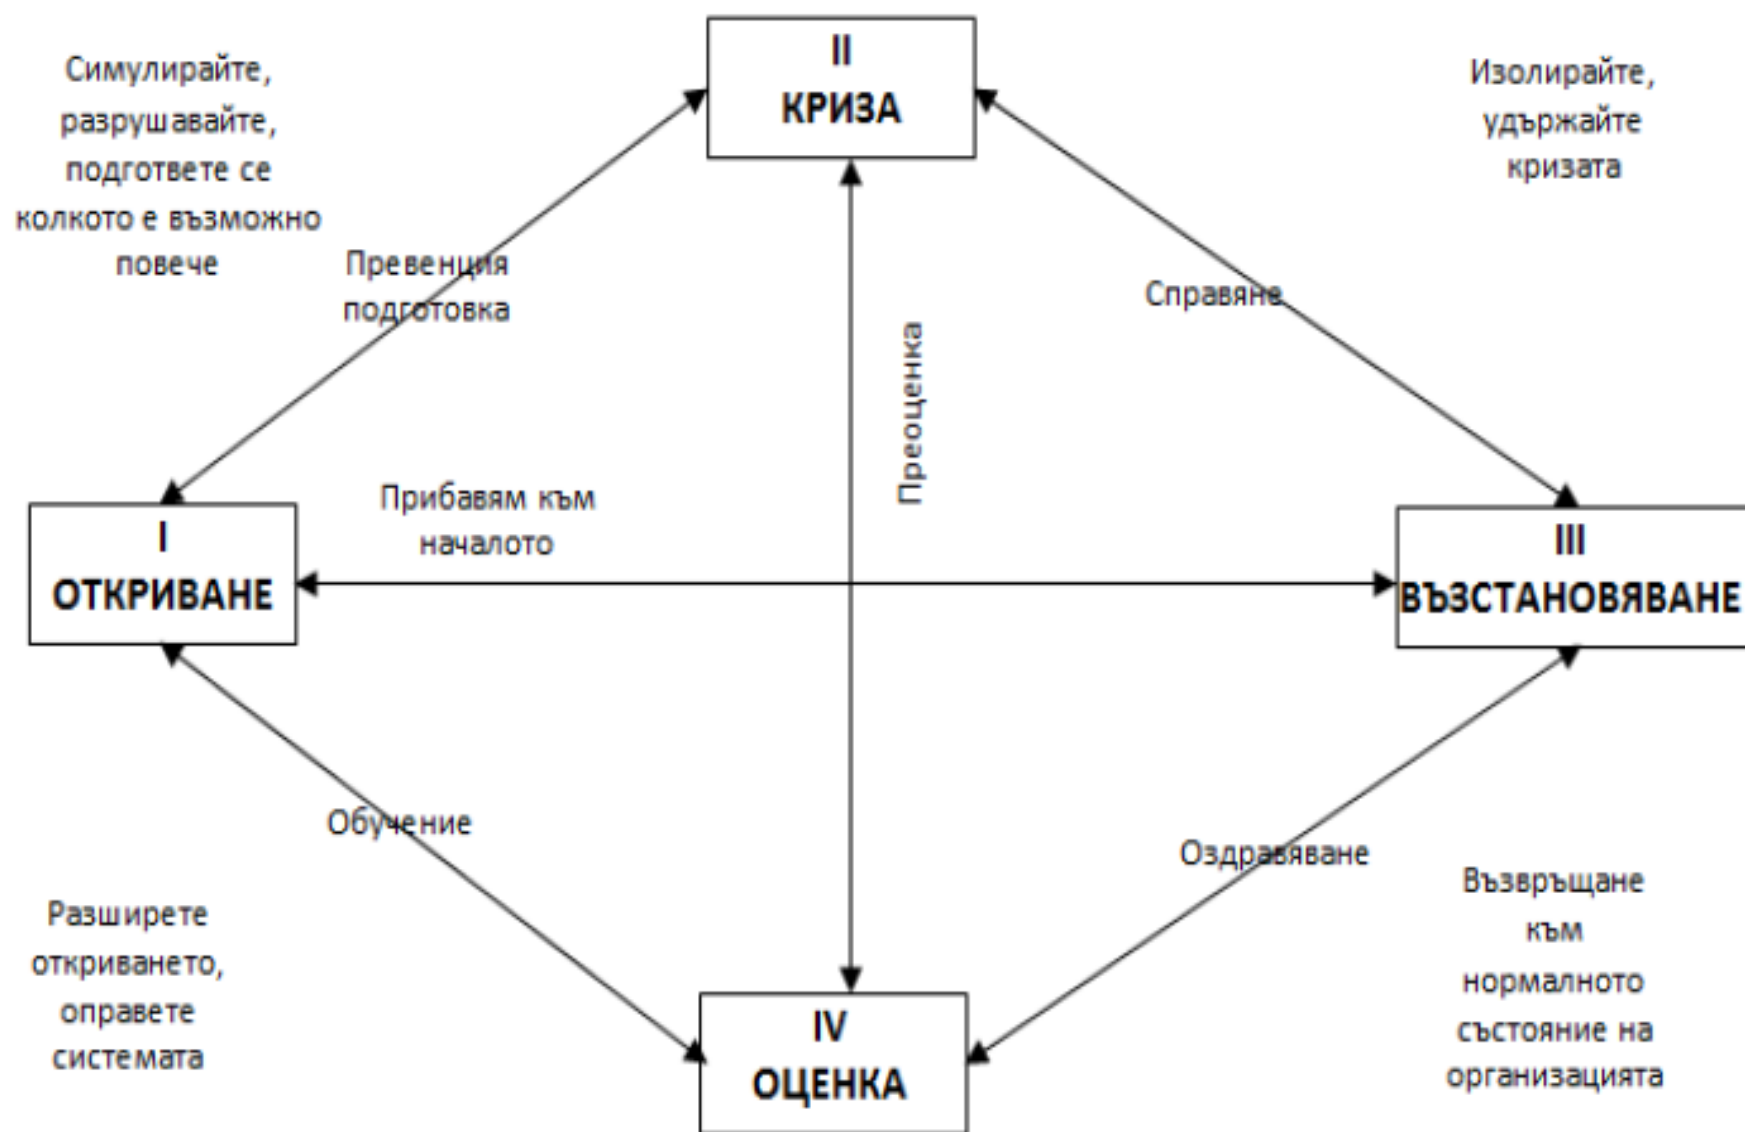 II
КРИЗА
Симулирайте,
разрушавайте,
подгответе се
колкото е възможно
повече
Изолирайте,
удържайте
кризата
Превенция
подготовка
Справяне
Преоценка
Прибавям към
началото
I
ОТКРИВАНЕ
III
ВЪЗСТАНОВЯВАНЕ
Обучение
Оздравяване
Разширете
откриването,
оправете
системата
Възвръщане
към
нормалното
състояние на
организацията
IV
ОЦЕНКА